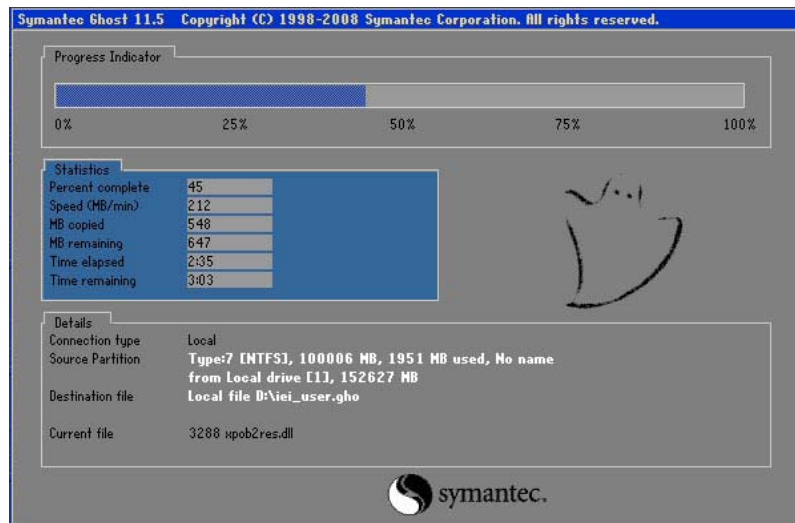 Symantec Ghost 11.5   Copyright (C) 1998-2008 Symantec Corporation. All rights reserved.
Progress Indicator
0% 25% 50% 75% 100%
Statistics
Percent complete 45
Speed (MB/min) 212
MB copied 548
MB remaining 647
Time elapsed 2:35
Time remaining 3:03
Details
Connection type Local
Source Partition Type:7 [NTFS], 100006 MB, 1951 MB used, No name
from Local drive [1], 152627 MB
Destination file Local file D:\iei_user.gho
Current file 3288 xpob2res.dll
symantec.